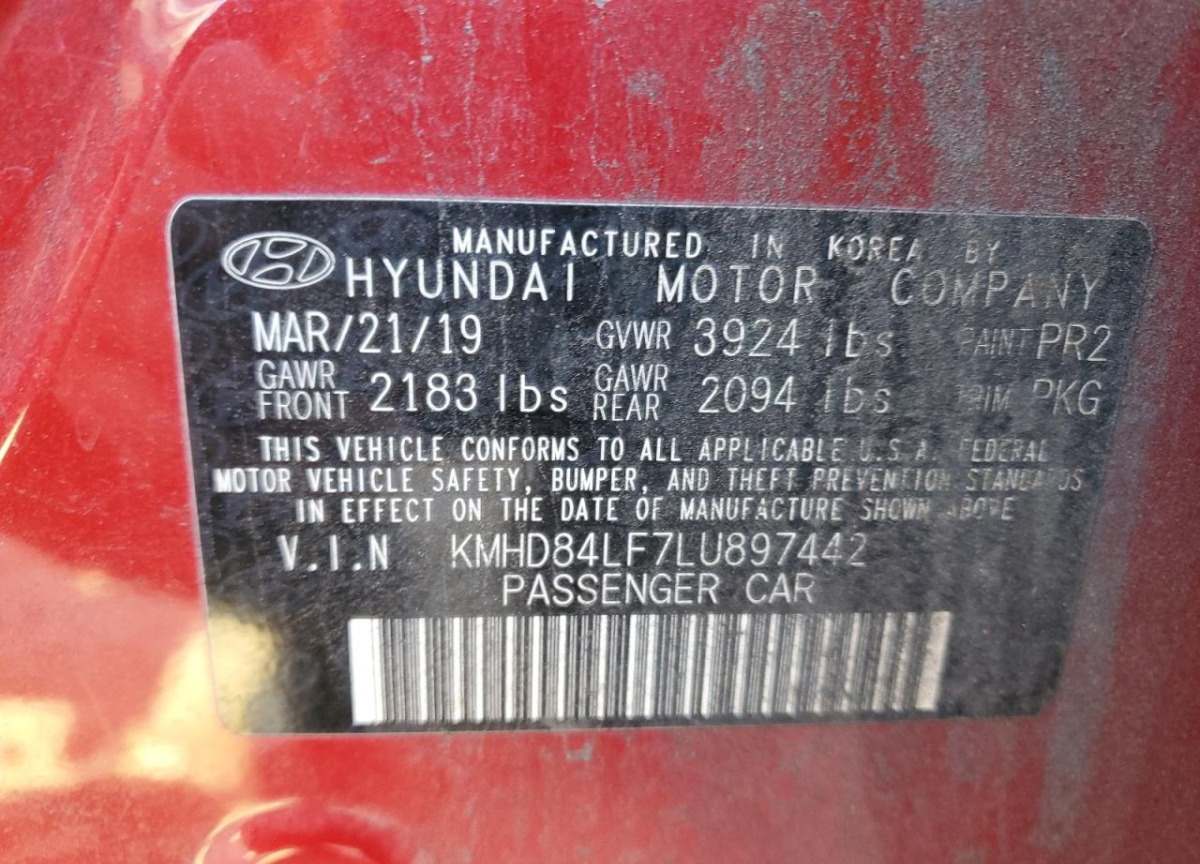 MANUFACTURED IN KOREA BY
HYUNDAI MOTOR COMPANY
MAR/21/19 GVWR 3924 lbs PAINT PR2
GAWR FRONT 2183 lbs GAWR REAR 2094 lbs TRIM PKG
THIS VEHICLE CONFORMS TO ALL APPLICABLE U.S.A. FEDERAL
MOTOR VEHICLE SAFETY, BUMPER, AND THEFT PREVENTION STANDARDS
IN EFFECT ON THE DATE OF MANUFACTURE SHOWN ABOVE
V.I.N KMHD84LF7LU897442
PASSENGER CAR